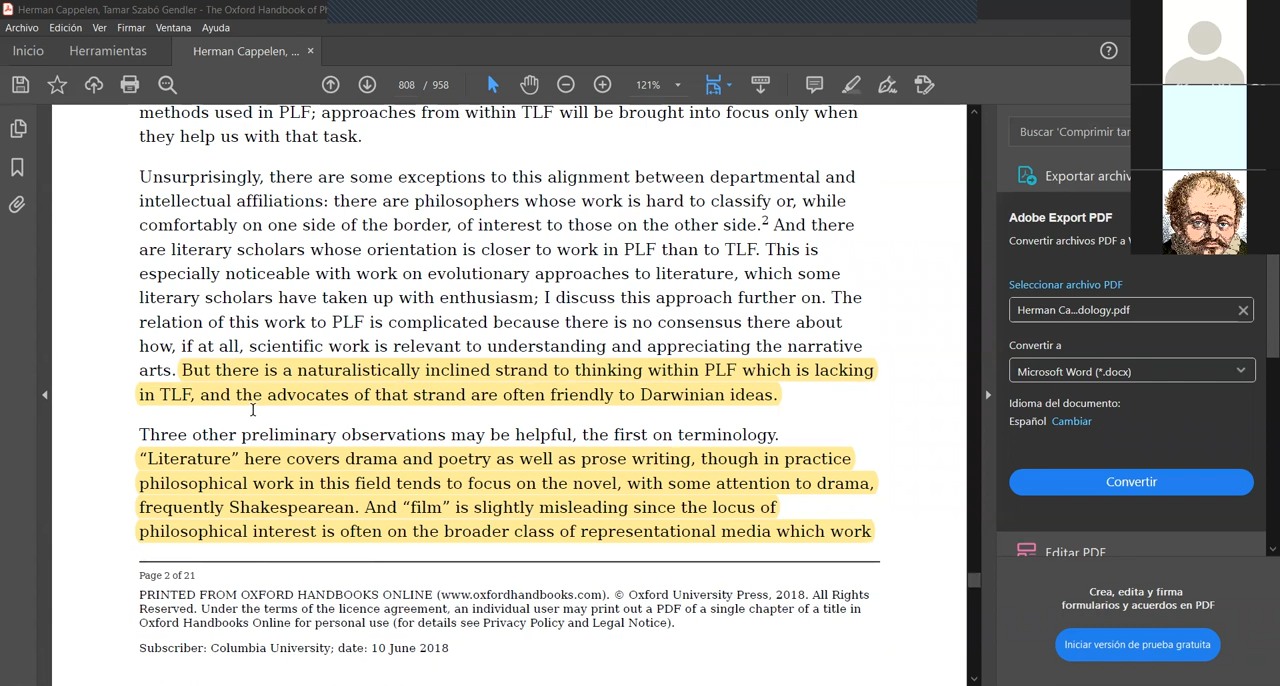 Herman Cappelen, Tamar Szabó Gendler - The Oxford Handbook of Ph
Archivo Edición Ver Firmar Ventana Ayuda
Inicio Herramientas Herman Cappelen, ... ×
808 / 958 121%
methods used in PLF; approaches from within TLF will be brought into focus only when
they help us with that task.
Unsurprisingly, there are some exceptions to this alignment between departmental and
intellectual affiliations: there are philosophers whose work is hard to classify or, while
comfortably on one side of the border, of interest to those on the other side.2 And there
are literary scholars whose orientation is closer to work in PLF than to TLF. This is
especially noticeable with work on evolutionary approaches to literature, which some
literary scholars have taken up with enthusiasm; I discuss this approach further on. The
relation of this work to PLF is complicated because there is no consensus there about
how, if at all, scientific work is relevant to understanding and appreciating the narrative
arts. But there is a naturalistically inclined strand to thinking within PLF which is lacking
in TLF, and the advocates of that strand are often friendly to Darwinian ideas.
Three other preliminary observations may be helpful, the first on terminology.
“Literature” here covers drama and poetry as well as prose writing, though in practice
philosophical work in this field tends to focus on the novel, with some attention to drama,
frequently Shakespearean. And “film” is slightly misleading since the locus of
philosophical interest is often on the broader class of representational media which work
Page 2 of 21
PRINTED FROM OXFORD HANDBOOKS ONLINE (www.oxfordhandbooks.com). © Oxford University Press, 2018. All Rights
Reserved. Under the terms of the licence agreement, an individual user may print out a PDF of a single chapter of a title in
Oxford Handbooks Online for personal use (for details see Privacy Policy and Legal Notice).
Subscriber: Columbia University; date: 10 June 2018
Buscar 'Comprimir tar
Exportar archiv
Adobe Export PDF
Convertir archivos PDF a
Seleccionar archivo PDF
Herman Ca...dology.pdf
Convertir a
Microsoft Word (*.docx)
Idioma del documento:
Español Cambiar
Convertir
Editar PDF
Crea, edita y firma
formularios y acuerdos en PDF
Iniciar versión de prueba gratuita